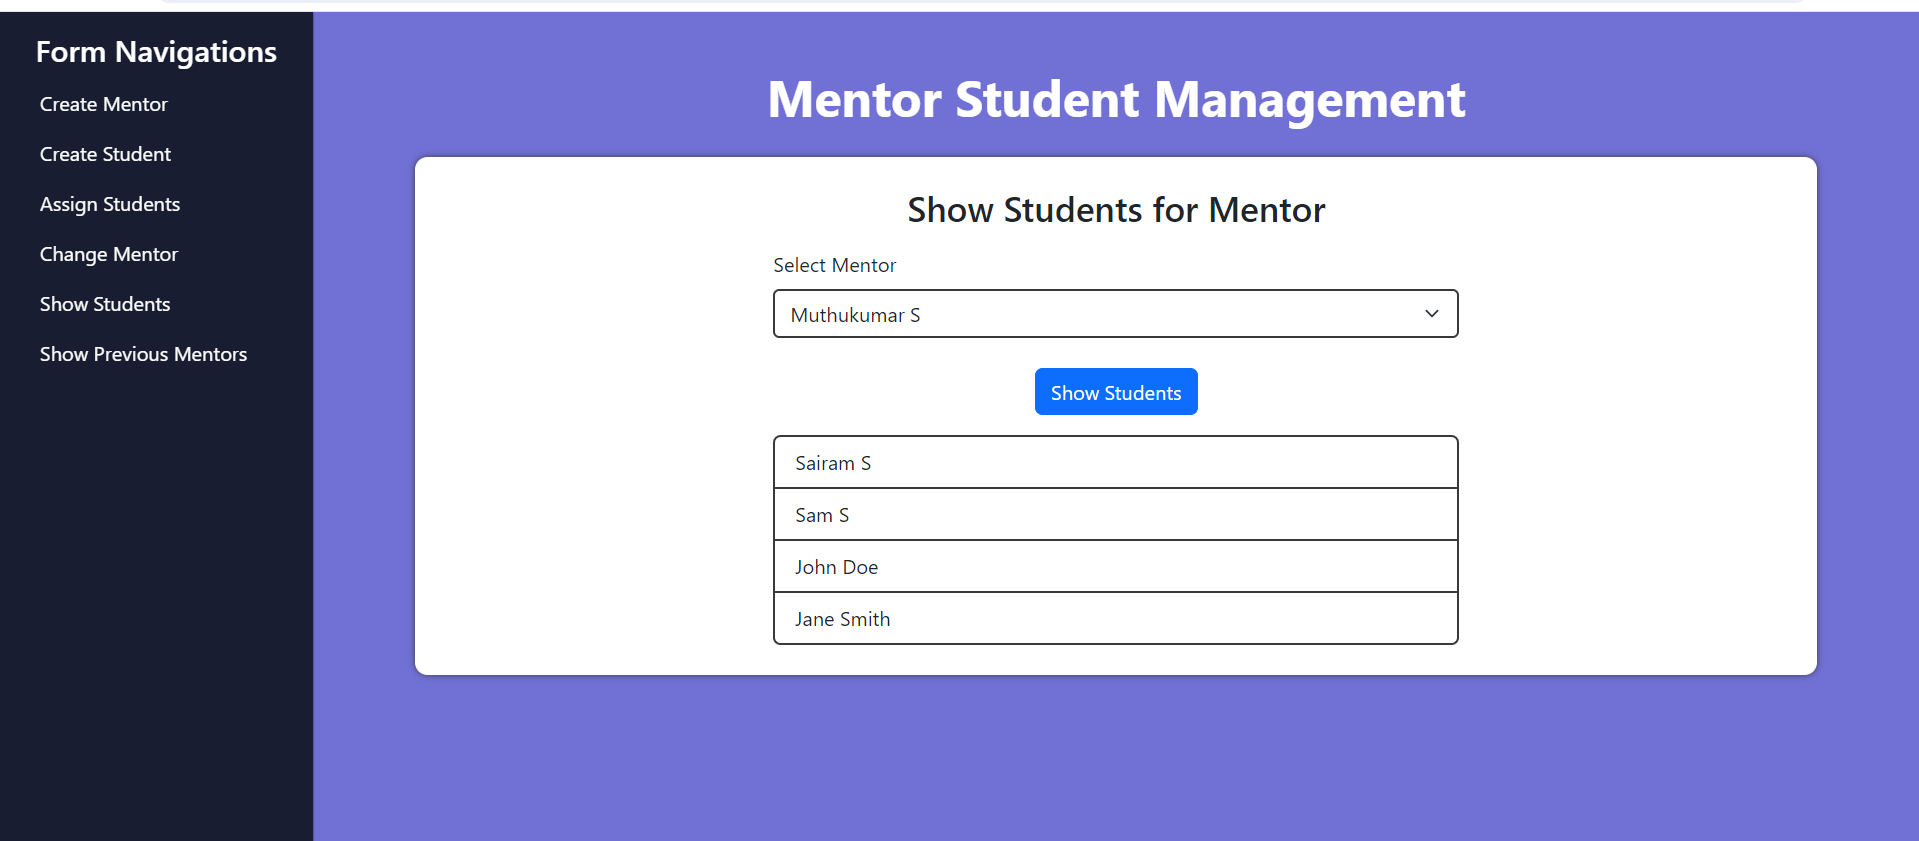 Form Navigations
Create Mentor
Create Student
Assign Students
Change Mentor
Show Students
Show Previous Mentors
Mentor Student Management
Show Students for Mentor
Select Mentor
Muthukumar S
Show Students
Sairam S
Sam S
John Doe
Jane Smith